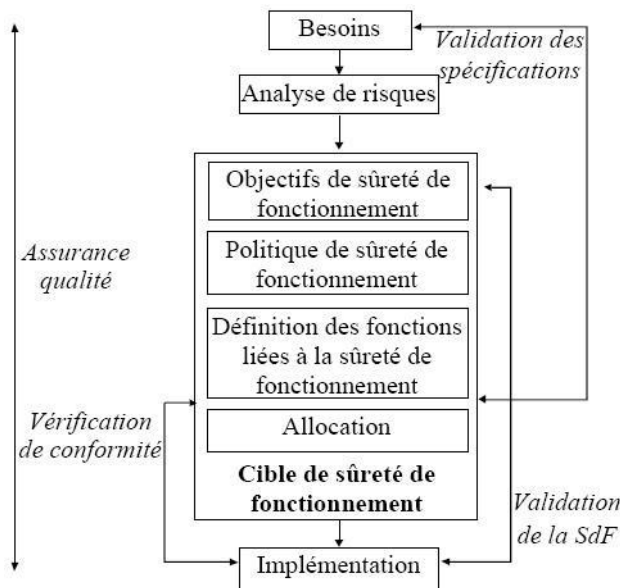 Besoins
Validation des
spécifications
Analyse de risques
Objectifs de sûreté de
fonctionnement
Politique de sûreté de
fonctionnement
Assurance
qualité
Définition des fonctions
liées à la sûreté de
fonctionnement
Vérification
de conformité
Allocation
Cible de sûreté de
fonctionnement
Validation
de la SdF
Implémentation